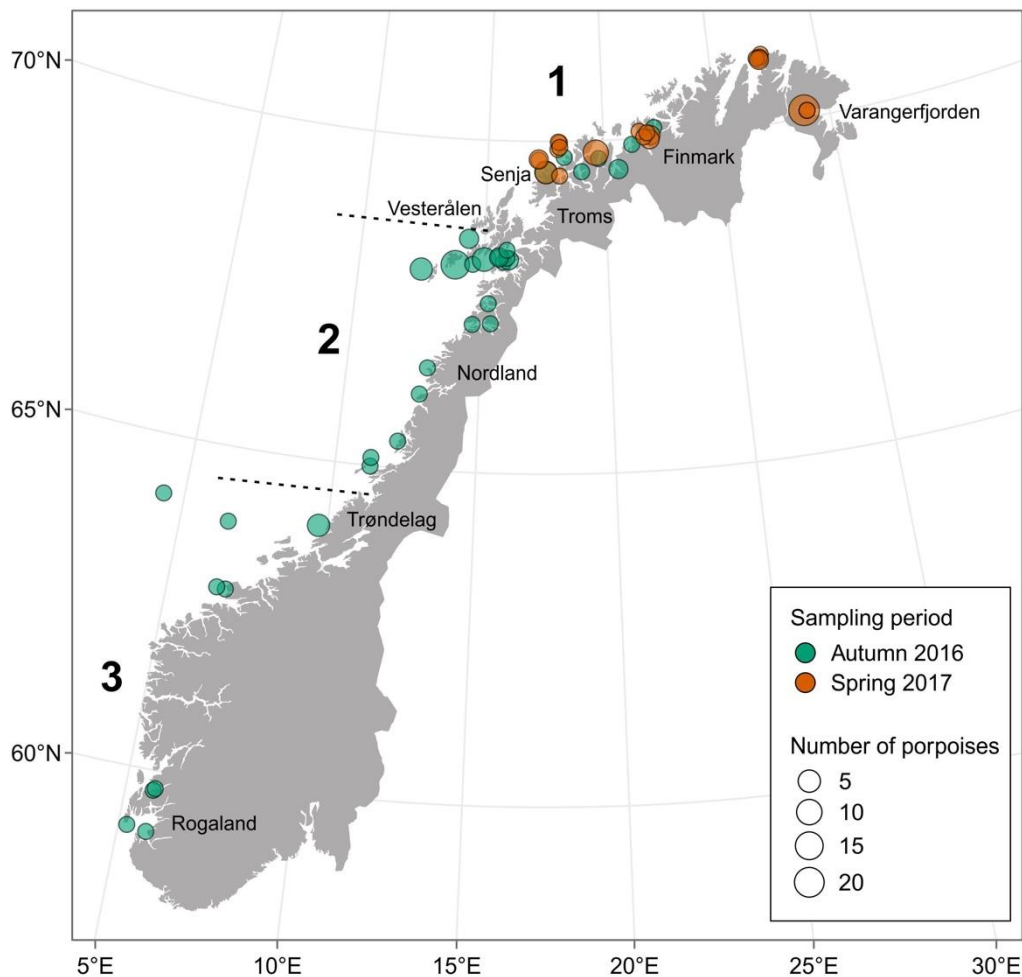 70°N
1
Varangerfjorden
Finmark
Senja
Troms
Vesterålen
2
Nordland
65°N
Trøndelag
3
Rogaland
60°N
Sampling period
Autumn 2016
Spring 2017
Number of porpoises
5
10
15
20
5°E
10°E
15°E
20°E
25°E
30°E